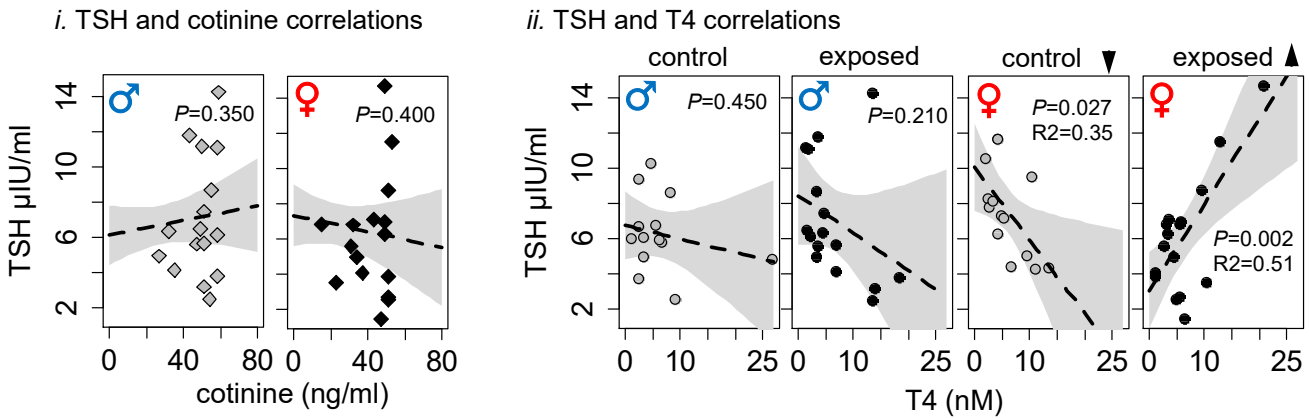 i. TSH and cotinine correlations
ii. TSH and T4 correlations
control
exposed
control
exposed
P=0.350
P=0.400
P=0.450
P=0.210
P=0.027
R2=0.35
P=0.002
R2=0.51
TSH µIU/ml
14
10
6
2
0 40 80
0 40 80
cotinine (ng/ml)
TSH µIU/ml
14
10
6
2
0 10 25
0 10 25
0 10 25
0 10 25
T4 (nM)